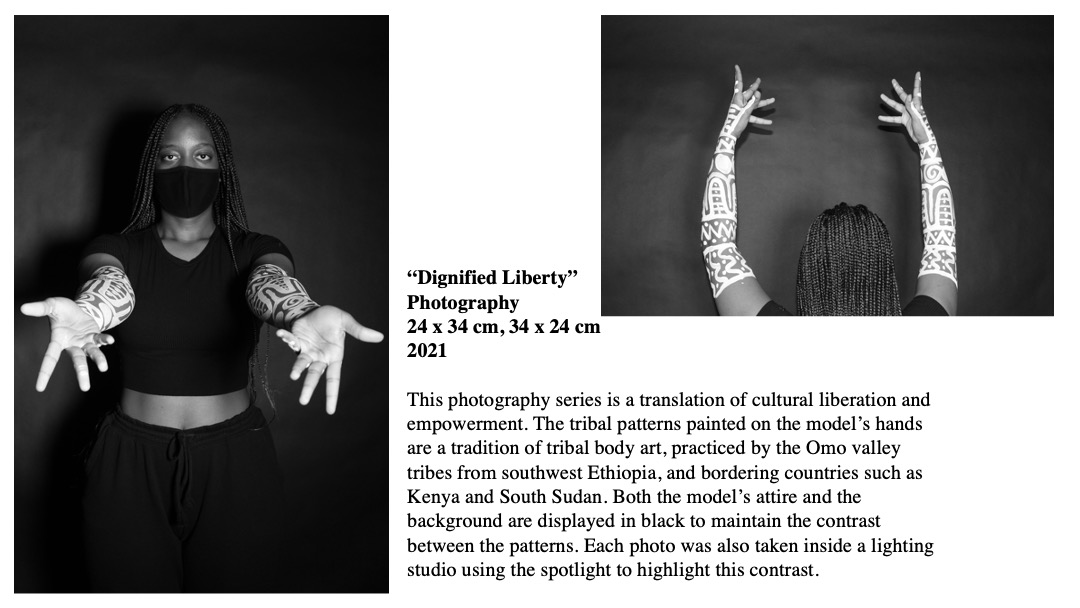 “Dignified Liberty”
Photography
24 x 34 cm, 34 x 24 cm
2021
This photography series is a translation of cultural liberation and
empowerment. The tribal patterns painted on the model’s hands
are a tradition of tribal body art, practiced by the Omo valley
tribes from southwest Ethiopia, and bordering countries such as
Kenya and South Sudan. Both the model’s attire and the
background are displayed in black to maintain the contrast
between the patterns. Each photo was also taken inside a lighting
studio using the spotlight to highlight this contrast.